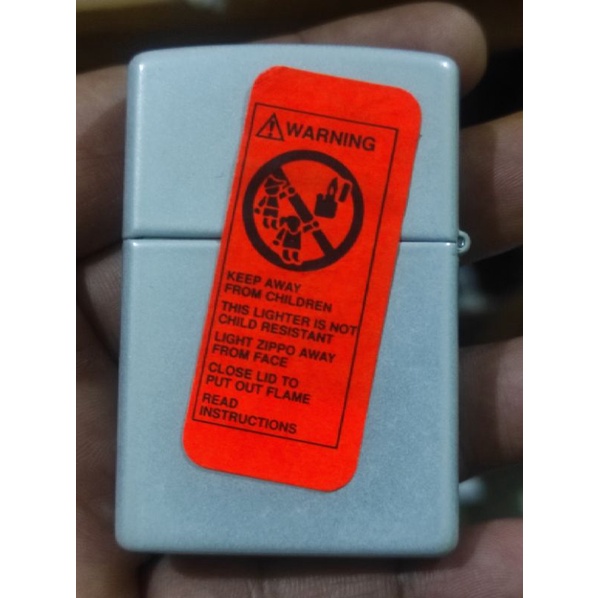 WARNING
KEEP AWAY
FROM CHILDREN
THIS LIGHTER IS NOT
CHILD RESISTANT
LIGHT ZIPPO AWAY
FROM FACE
CLOSE LID TO
PUT OUT FLAME
READ
INSTRUCTIONS